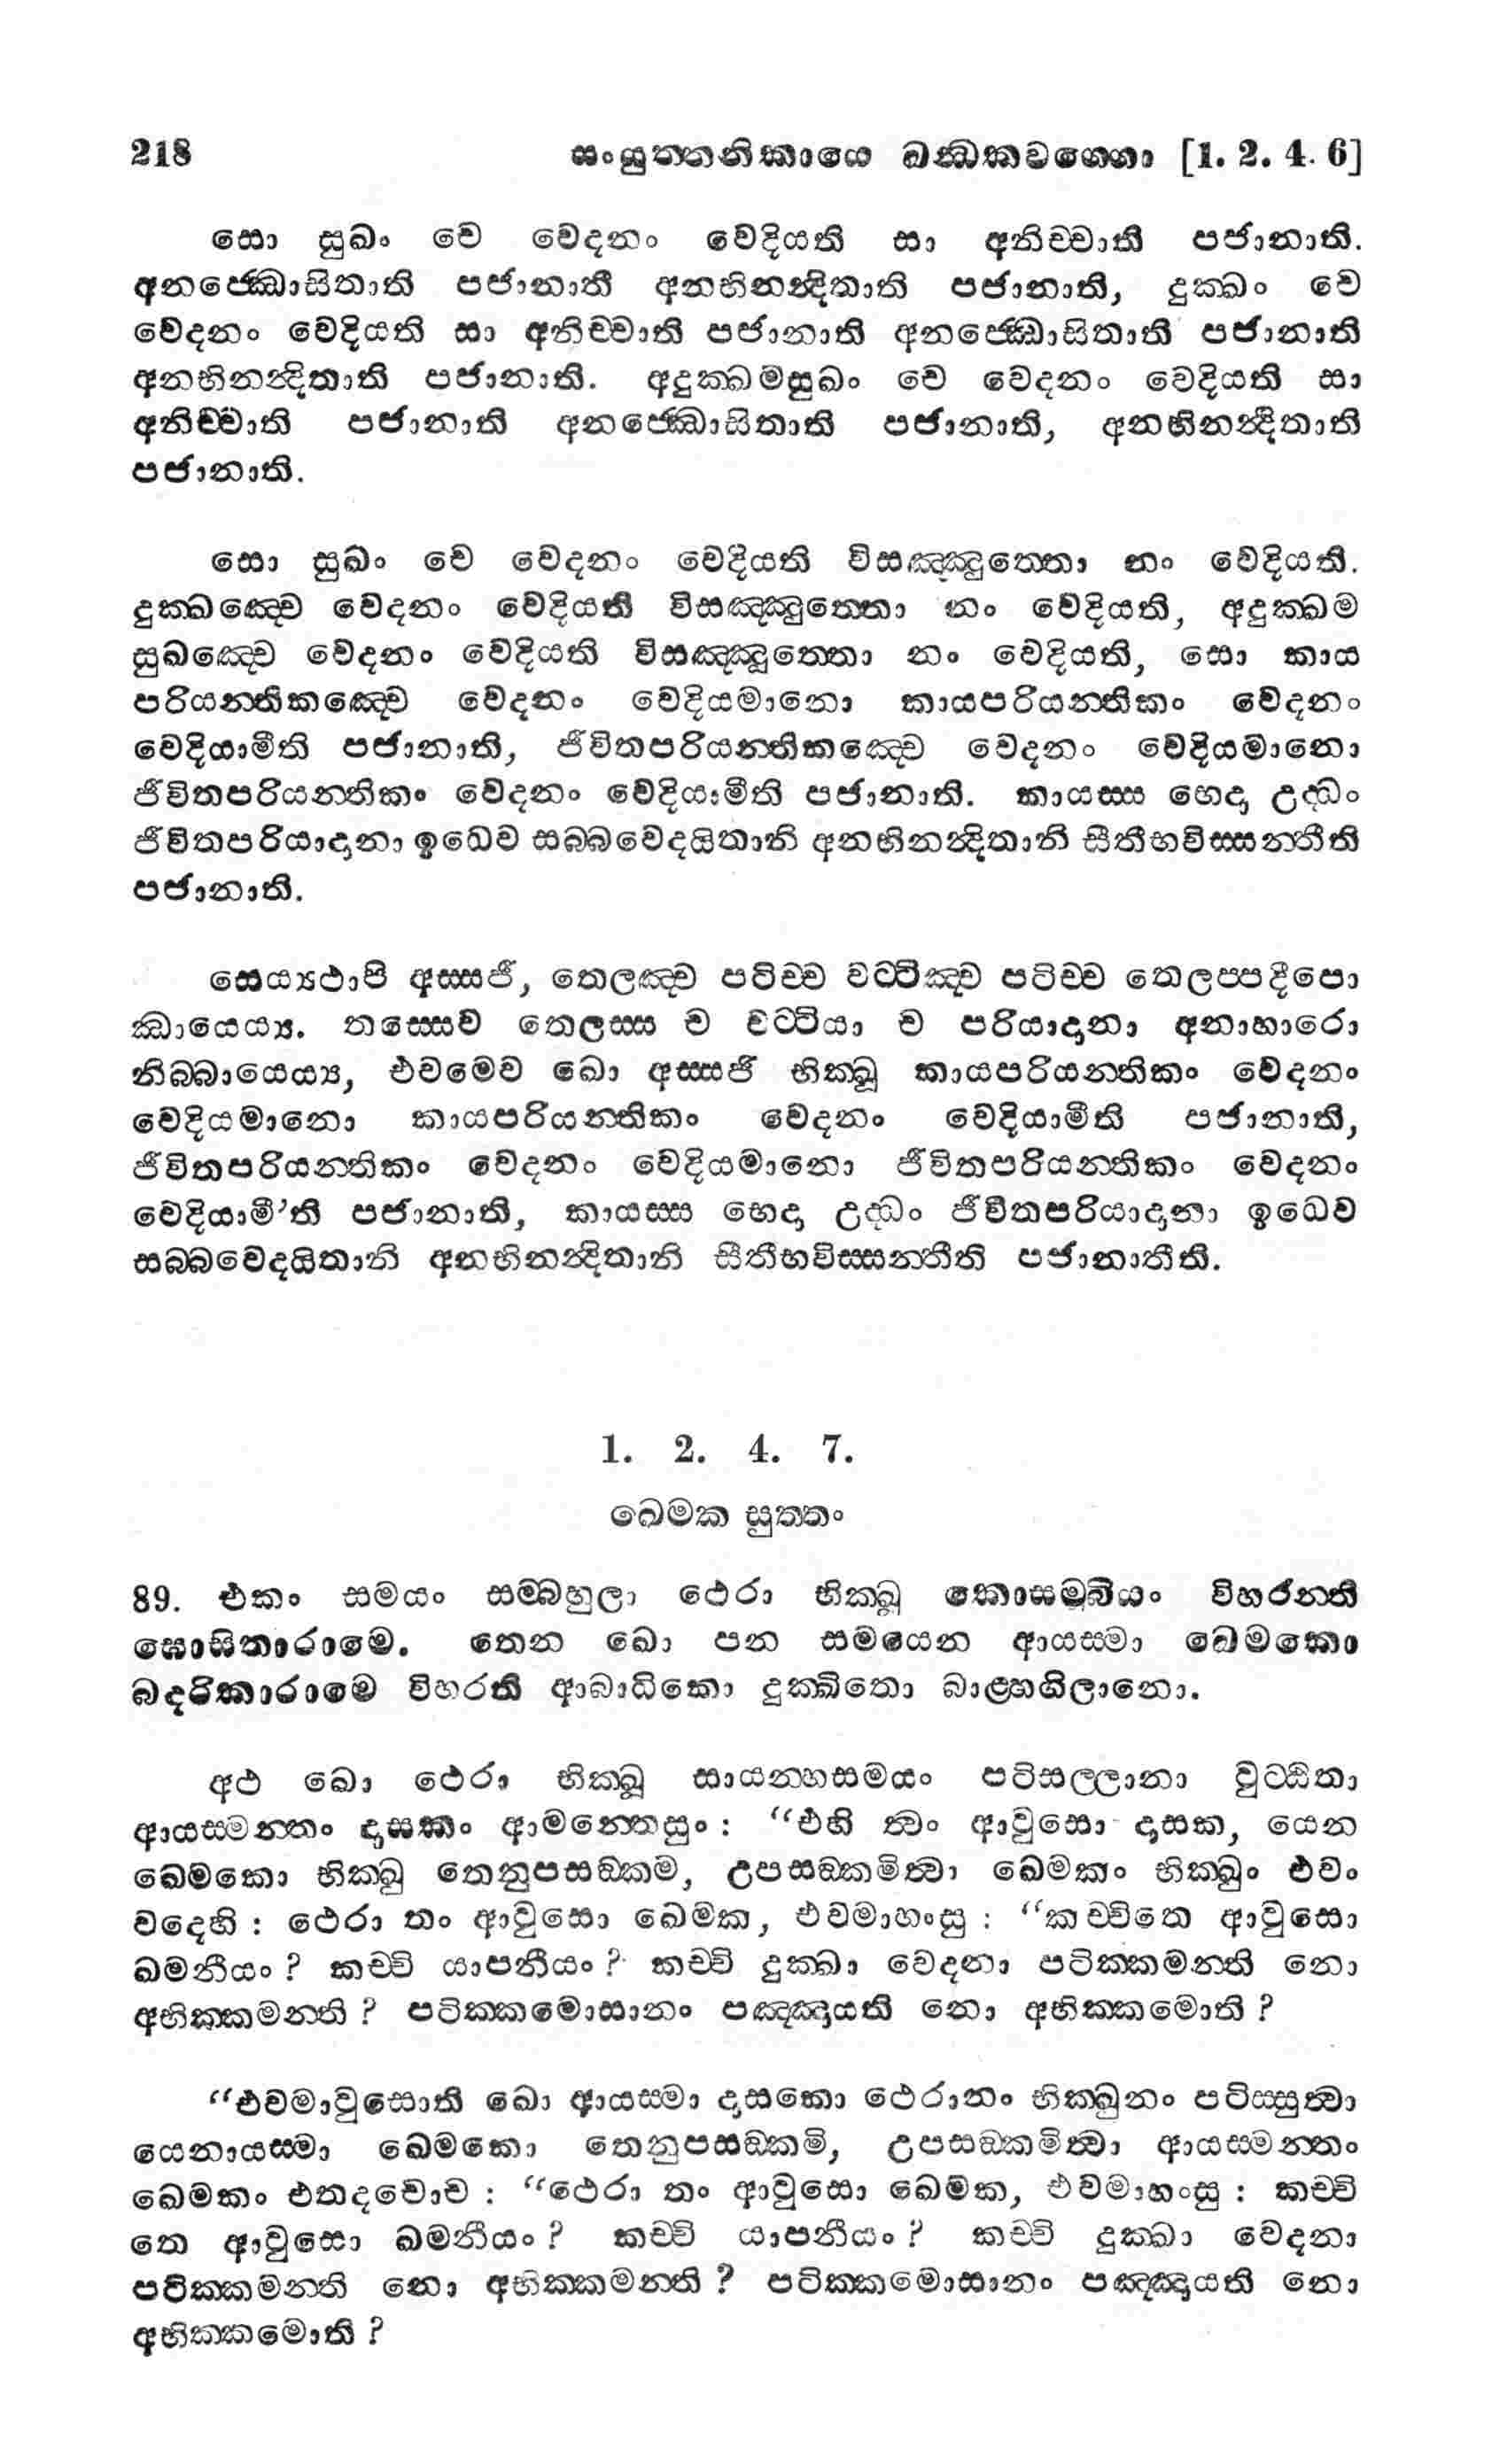 218 සංයුත්තනිකායෙ ඛන්ධකවග්ගො [1. 2. 4. 6]
සො සුඛං වෙ වේදනං වේදියති සා අනිච්චාති පජානාති.
අනජ්ඣොසිතාති පජානාති අනභිනන්දිතාති පජානාති, දුක්ඛං වෙ
වේදනං වේදියති සා අනිච්චාති පජානාති අනජ්ඣොසිතාති පජානාති
අනභිනන්දිතාති පජානාති. අදුක්ඛමසුඛං වෙ වේදනං වෙදියති සා
අනිච්චාති පජානාති අනජ්ඣොසිතාති පජානාති, අනභිනන්දිතාති
පජානාති.
සො සුඛං වෙ වේදනං වෙදියති විසඤ්ඤුත්තො නං වේදියති.
දුක්ඛඤ්චෙ වේදනං වේදියති විසඤ්ඤුත්තො නං වේදියති, අදුක්ඛම
සුඛඤ්චෙ වේදනං වෙදියති විසඤ්ඤුත්තො නං වෙදියති, සො කාය
පරියන්තිකඤ්චෙ වේදනං වෙදියමානො කායපරියන්තිකං වේදනං
වෙදියාමීති පජානාති, ජීවිතපරියන්තිකඤ්චෙ වේදනං වේදියමානො
ජීවිතපරියන්තිකං වේදනං වේදියාමීති පජානාති. කායස්ස භෙදා උද්ධං
ජීවිතපරියාදානා ඉධෙව සබ්බවෙදයිතානි අනභිනන්දිතානි සීතීභවිස්සන්තීති
පජානාති.
සෙය්‍යථාපි අස්සජී, තෙලඤ්ච පටිච්ච වට්ටිඤ්ච පටිච්ච තෙලප්පදීපො
ඣායෙය්‍ය. තස්සෙව තෙලස්ස ච වට්ටියා ච පරියාදානා අනාහාරො
නිබ්බායෙය්‍ය, එවමෙව ඛො අස්සජි භික්ඛූ කායපරියන්තිකං වේදනං
වෙදියමානො කායපරියන්තිකං වේදනං වෙදියාමීති පජානාති,
ජීවිතපරියන්තිකං වේදනං වෙදියමානො ජීවිතපරියන්තිකං වේදනං
වෙදියාමී’ති පජානාති, කායස්ස භෙදා උද්ධං ජීවිතපරියාදානා ඉධෙව
සබ්බවෙදයිතානි අනභිනන්දිතානි සීතීභවිස්සන්තීති පජානාතීති.
1. 2. 4. 7.
ඛෙමක සුත්තං
89. එකං සමයං සම්බහුලා ථෙරා භික්ඛු කොසම්බියං විහරන්ති
ඝොසිතාරාමෙ. තෙන ඛො පන සමයෙන ආයස්මා ඛෙමකො
බදරිකාරාමෙ විහරති ආබාධිකො දුක්ඛිතො බාළ්හගිලානො.
අථ ඛො ථෙරා භික්ඛූ සායන්හසමයං පටිසල්ලානා වුට්ඨිතා
ආයස්මන්තං දාසකං ආමන්තෙසුං : “එහි ත්වං ආවුසො දාසක, යෙන
ඛෙමකො භික්ඛු තෙනුපසඞ්කම, උපසඞ්කමිත්වා ඛෙමකං භික්ඛුං එවං
වදෙහි : ථෙරා තං ආවුසො ඛෙමක, එවමාහංසු : “කච්චිතෙ ආවුසො
ඛමනීයං ? කච්චි යාපනීයං ? කච්චි දුක්ඛා වෙදනා පටික්කමන්ති නො
අභික්කමන්ති ? පටික්කමොසානං පඤ්ඤායති නො අභික්කමොති ?
“එවමාවුසොති ඛො ආයස්මා දාසකො ථෙරානං භික්ඛුනං පටිස්සුත්වා
යෙනායස්මා ඛෙමකො තෙනුපසඞ්කමි, උපසඞ්කමිත්වා ආයස්මන්තං
ඛෙමකං එතදවොච : “ථෙරා තං ආවුසො ඛෙමක, එවමාහංසු : කච්චි
තෙ ආවුසො ඛමනීයං ? කච්චි යාපනීයං ? කච්චි දුක්ඛා වෙදනා
පටික්කමන්ති නො අභික්කමන්ති ? පටික්කමොසානං පඤ්ඤායති නො
අභික්කමොති ?